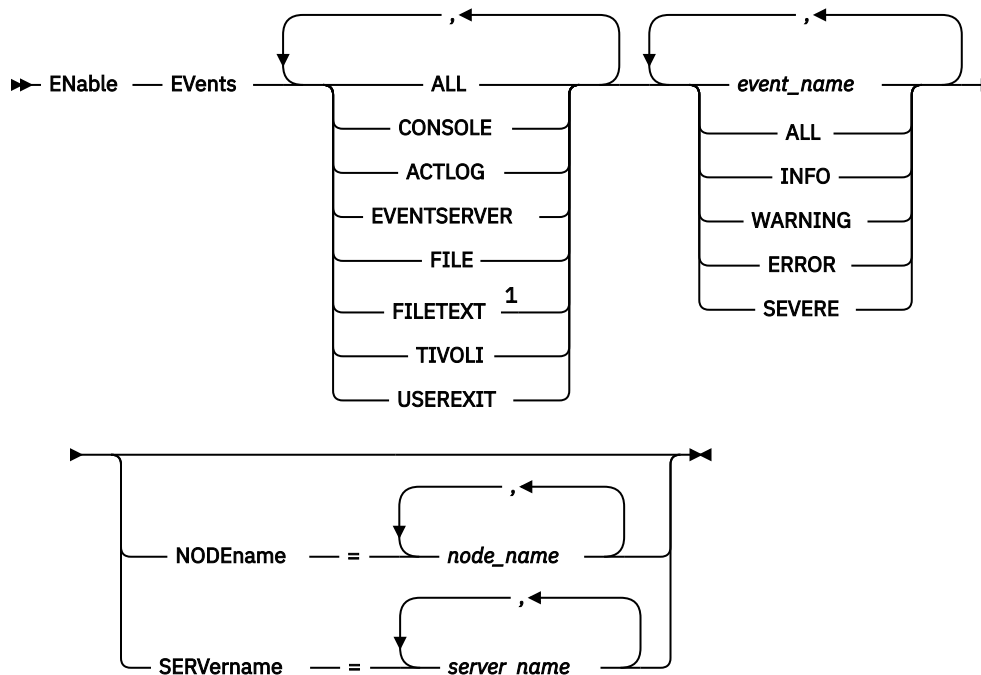 , ,
ENable EVents ALL event_name
CONSOLE ALL
ACTLOG INFO
EVENTSERVER WARNING
FILE ERROR
FILETEXT 1 SEVERE
TIVOLI
USEREXIT
,
NODEname = node_name
,
SERVername = server_name